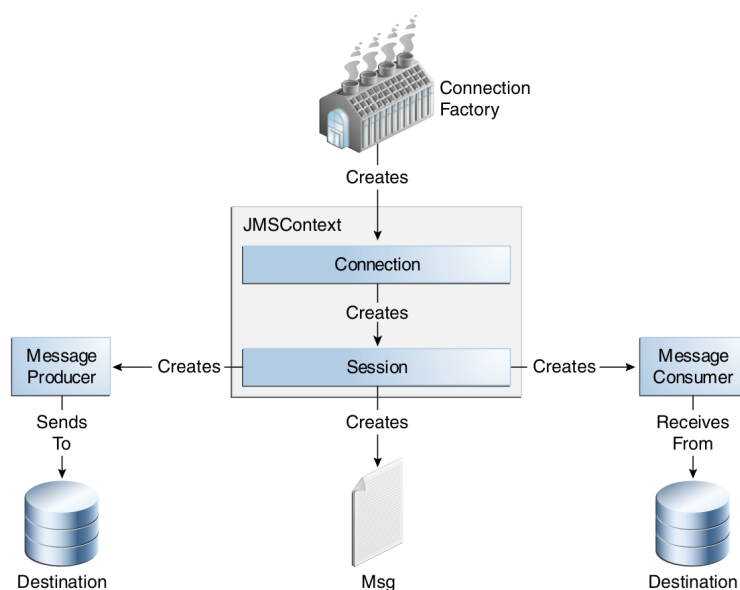 Connection
Factory
Creates
JMSContext
Connection
Creates
Message
Producer
Creates
Session
Creates
Message
Consumer
Sends
To
Creates
Receives
From
Destination
Msg
Destination